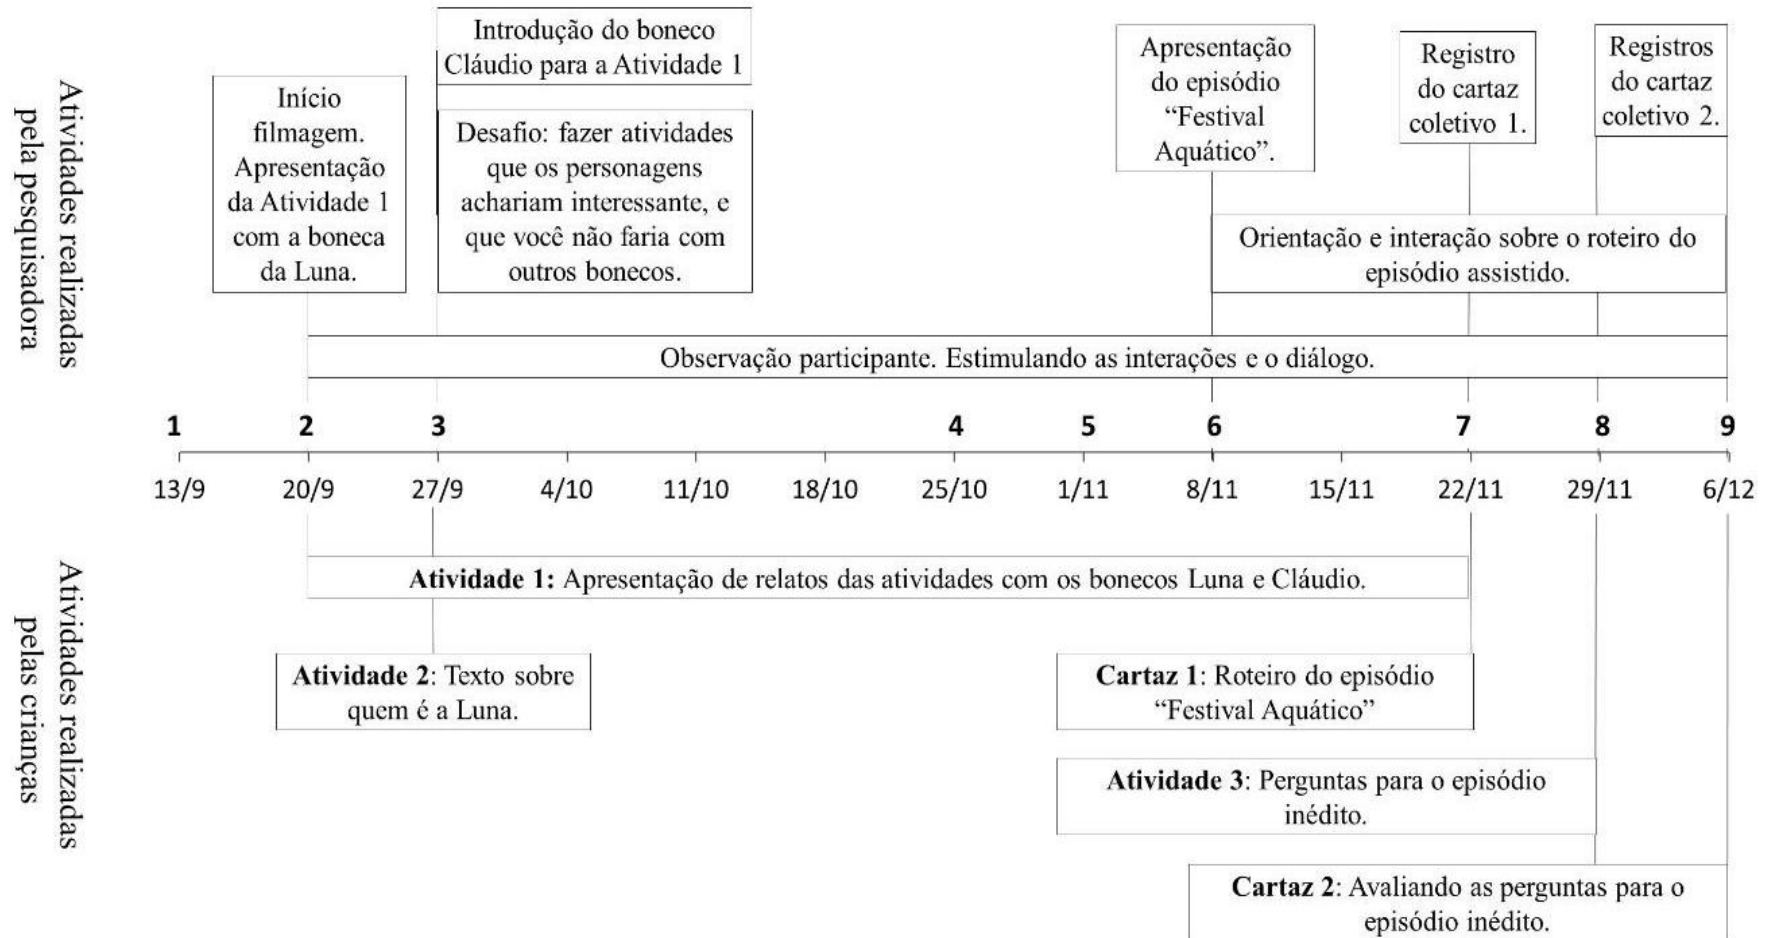 Atividades realizadas
pela pesquisadora
Início
filmagem.
Apresentação
da Atividade 1
com a boneca
da Luna.
Introdução do boneco
Cláudio para a Atividade 1
Desafio: fazer atividades
que os personagens
achariam interessante, e
que você não faria com
outros bonecos.
Apresentação
do episódio
“Festival
Aquático”.
Registro
do cartaz
coletivo 1.
Registros
do cartaz
coletivo 2.
Orientação e interação sobre o roteiro do
episódio assistido.
Observação participante. Estimulando as interações e o diálogo.
1 2 3 4 5 6 7 8 9
13/9 20/9 27/9 4/10 11/10 18/10 25/10 1/11 8/11 15/11 22/11 29/11 6/12
Atividades realizadas
pelas crianças
Atividade 1: Apresentação de relatos das atividades com os bonecos Luna e Cláudio.
Atividade 2: Texto sobre
quem é a Luna.
Cartaz 1: Roteiro do episódio
“Festival Aquático”
Atividade 3: Perguntas para o episódio
inédito.
Cartaz 2: Avaliando as perguntas para o
episódio inédito.